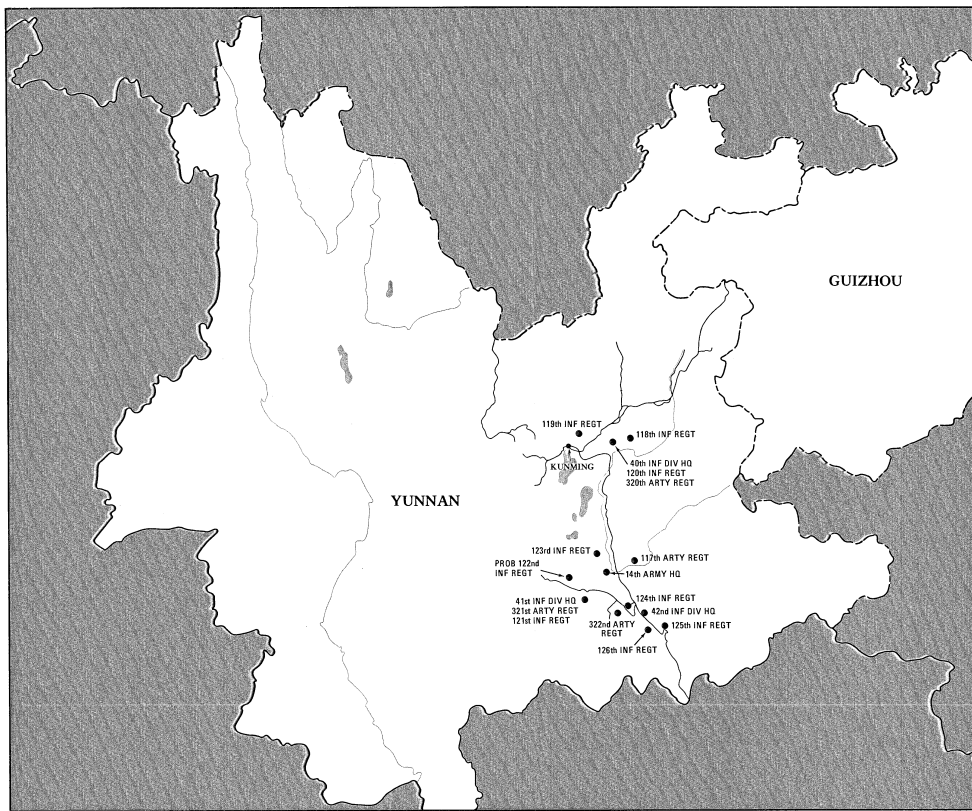 GUIZHOU
119th INF REGT
118th INF REGT
KUNMING
40th INF DIV HQ
120th INF REGT
320th ARTY REGT
YUNNAN
123rd INF REGT
117th ARTY REGT
PROB 122nd
INF REGT
14th ARMY HQ
41st INF DIV HQ
321st ARTY REGT
121st INF REGT
124th INF REGT
42nd INF DIV HQ
322nd ARTY
REGT
125th INF REGT
126th INF REGT